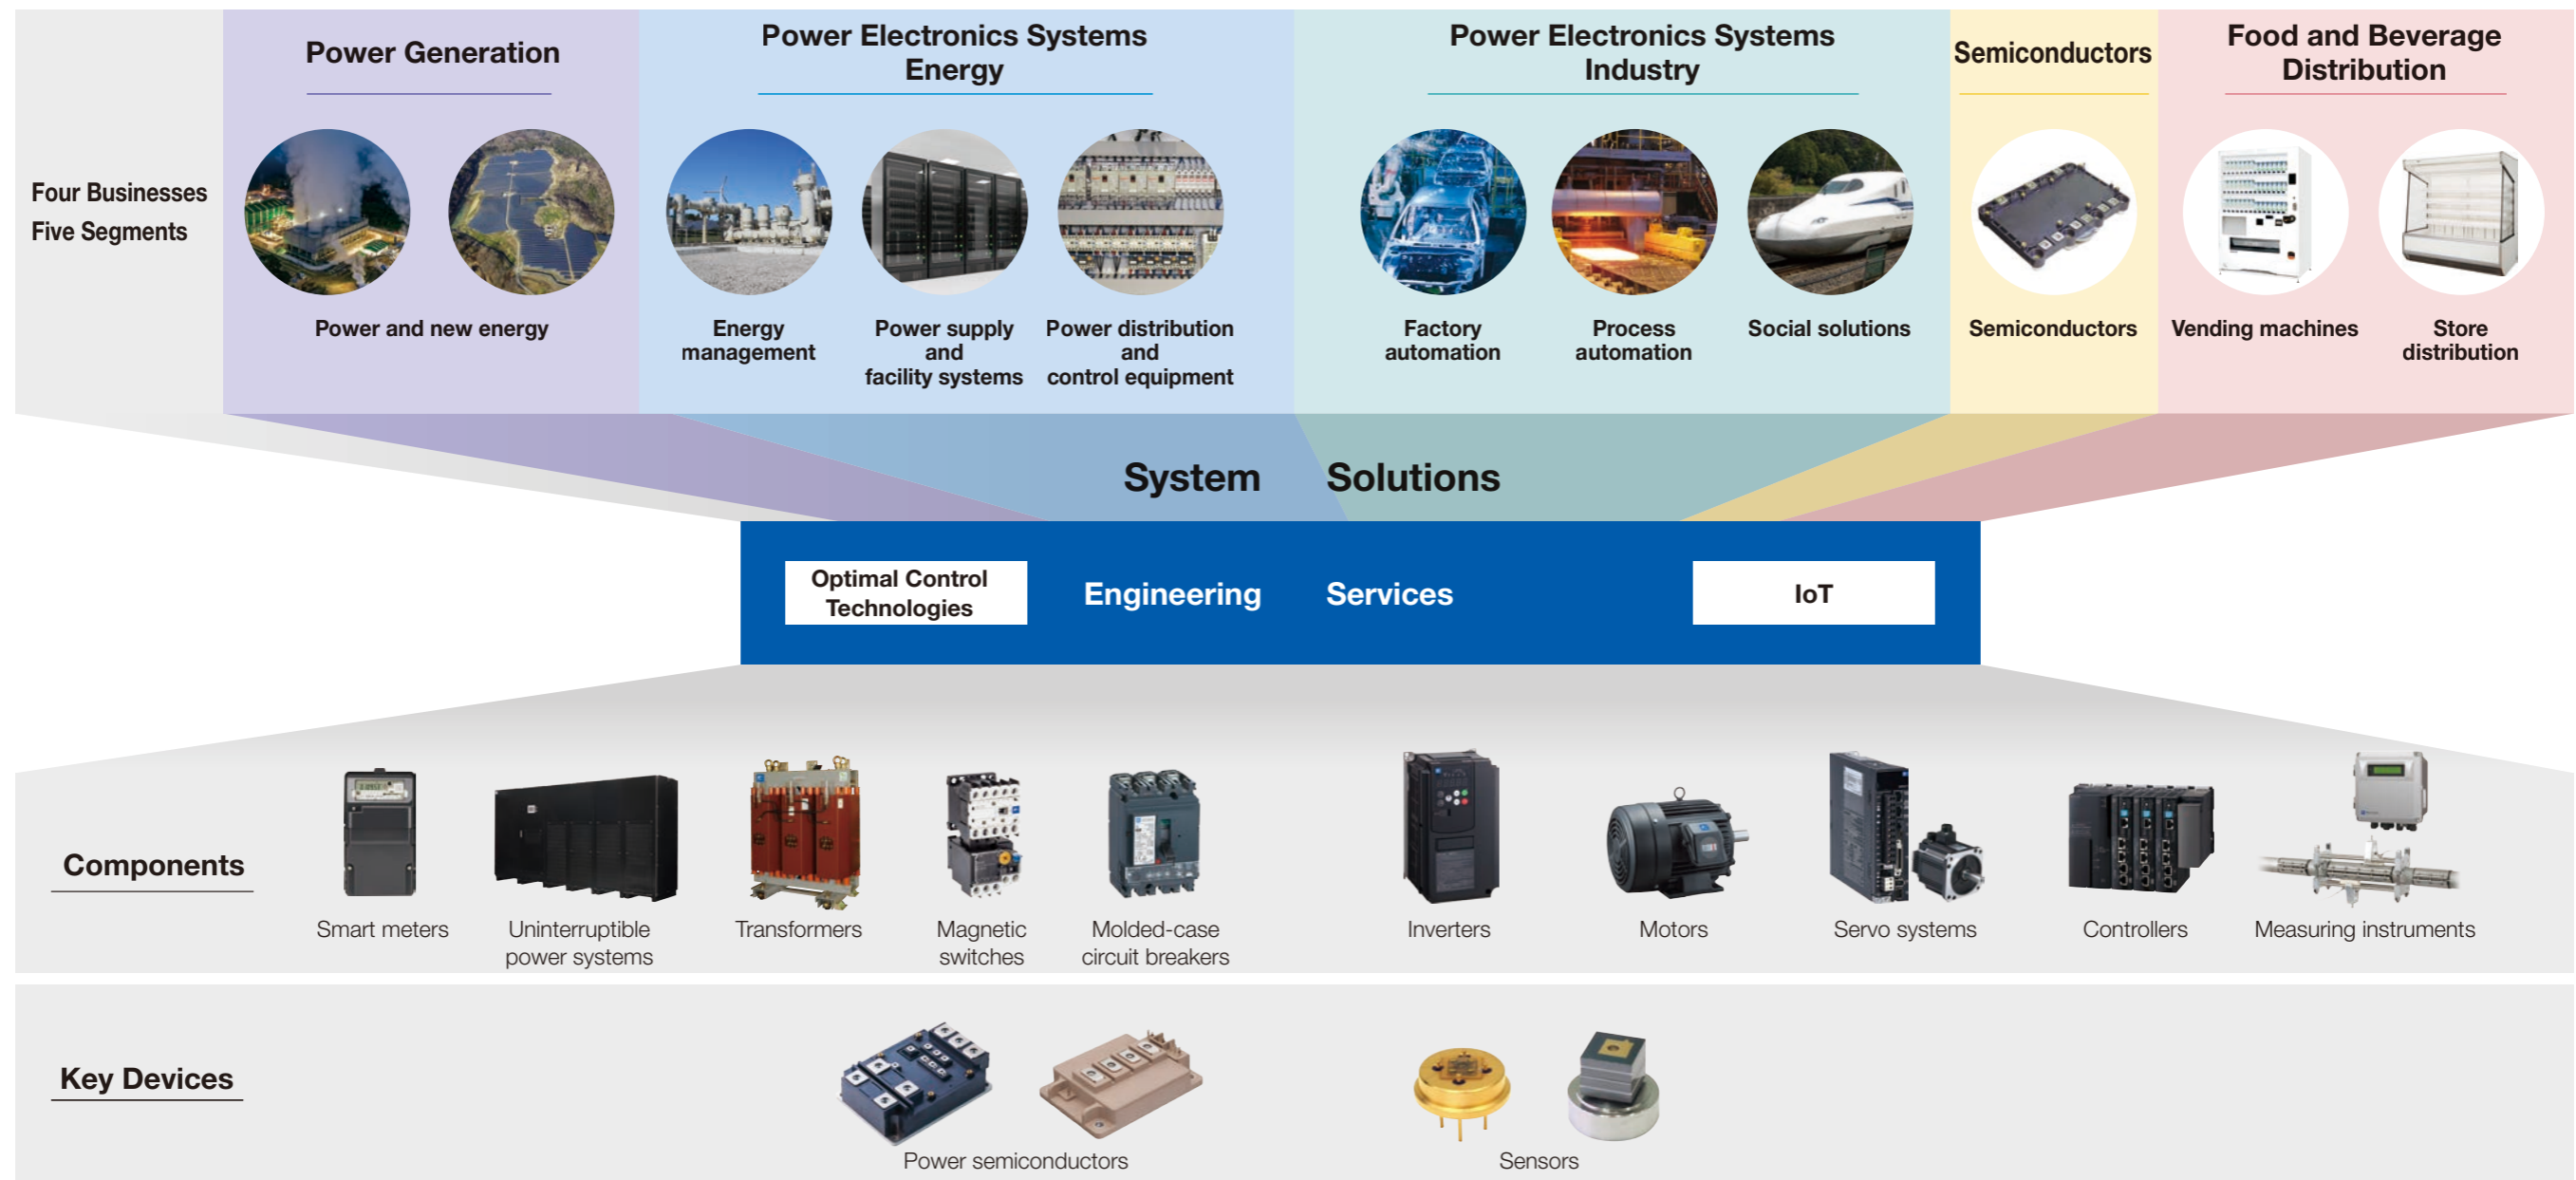 Four Businesses
Five Segments
Power Generation
Power and new energy
Power Electronics Systems
Energy
Energy
management
Power supply
and
facility systems
Power distribution
and
control equipment
Power Electronics Systems
Industry
Factory
automation
Process
automation
Social solutions
Semiconductors
Semiconductors
Food and Beverage
Distribution
Vending machines
Store
distribution
System Solutions
Optimal Control
Technologies
Engineering Services
IoT
Components
Smart meters
Uninterruptible
power systems
Transformers
Magnetic
switches
Molded-case
circuit breakers
Inverters
Motors
Servo systems
Controllers
Measuring instruments
Key Devices
Power semiconductors
Sensors